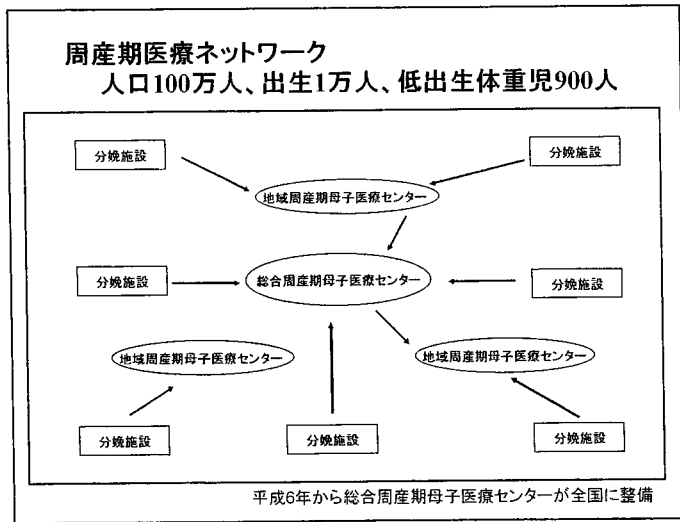 周産期医療ネットワーク
人口100万人、出生1万人、低出生体重児900人
分娩施設
分娩施設
地域周産期母子医療センター
分娩施設
総合周産期母子医療センター
分娩施設
地域周産期母子医療センター
地域周産期母子医療センター
分娩施設
分娩施設
分娩施設
平成6年から総合周産期母子医療センターが全国に整備